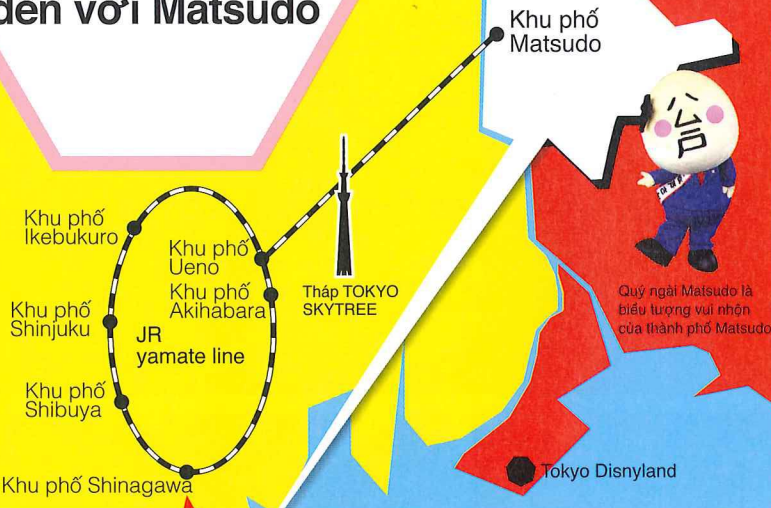 đến với Matsudo
Khu phố
Matsudo
Khu phố
Ikebukuro
Khu phố
Ueno
Khu phố
Akihabara
Tháp TOKYO
SKYTREE
Khu phố
Shinjuku
JR
yamate line
Khu phố
Shibuya
Khu phố Shinagawa
Quý ngài Matsudo là
biểu tượng vui nhộn
của thành phố Matsudo
Tokyo Disnyland